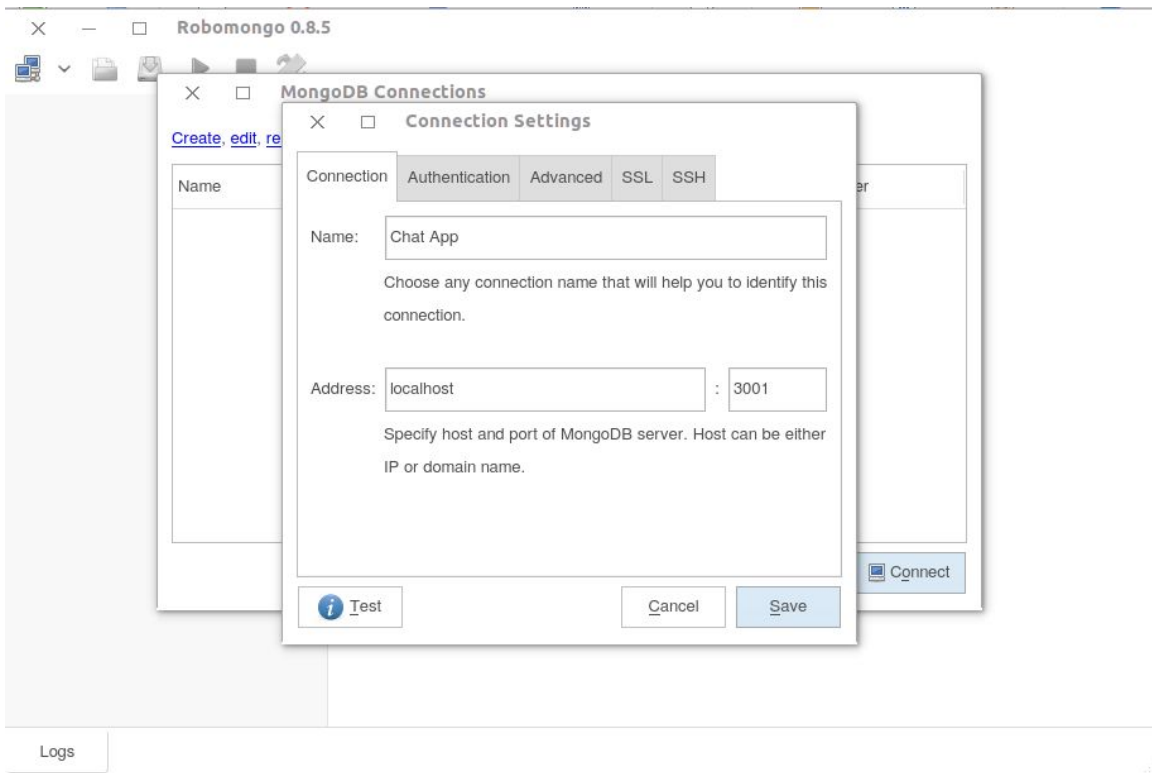 Robomongo 0.8.5
MongoDB Connections
Create, edit, re
Name
Connection Settings
Connection Authentication Advanced SSL SSH
Name: Chat App
Choose any connection name that will help you to identify this
connection.
Address: localhost : 3001
Specify host and port of MongoDB server. Host can be either
IP or domain name.
Test Cancel Save
er
Connect
Logs